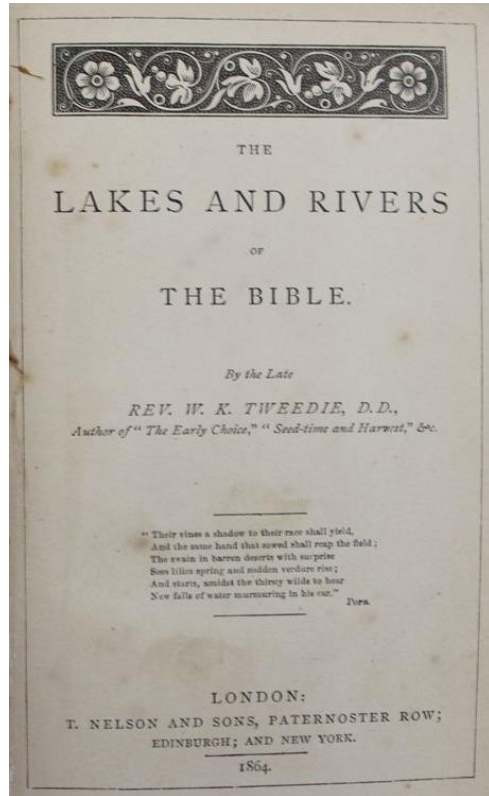 THE
LAKES AND RIVERS
OF
THE BIBLE.
By the Late
REV. W. K. TWEEDIE, D.D.,
Author of "The Early Choice," "Seed-time and Harvest," &c.
"Their vines a shadow to their race shall yield,
And the same hand that sowed shall reap the field;
The swain in barren deserts with surprise
Sees lilies spring and sudden verdure rise;
And starts, amidst the thirsty wilds to hear
New falls of water murmuring in his ear."
POPE.
LONDON:
T. NELSON AND SONS, PATERNOSTER ROW;
EDINBURGH; AND NEW YORK.
1864.